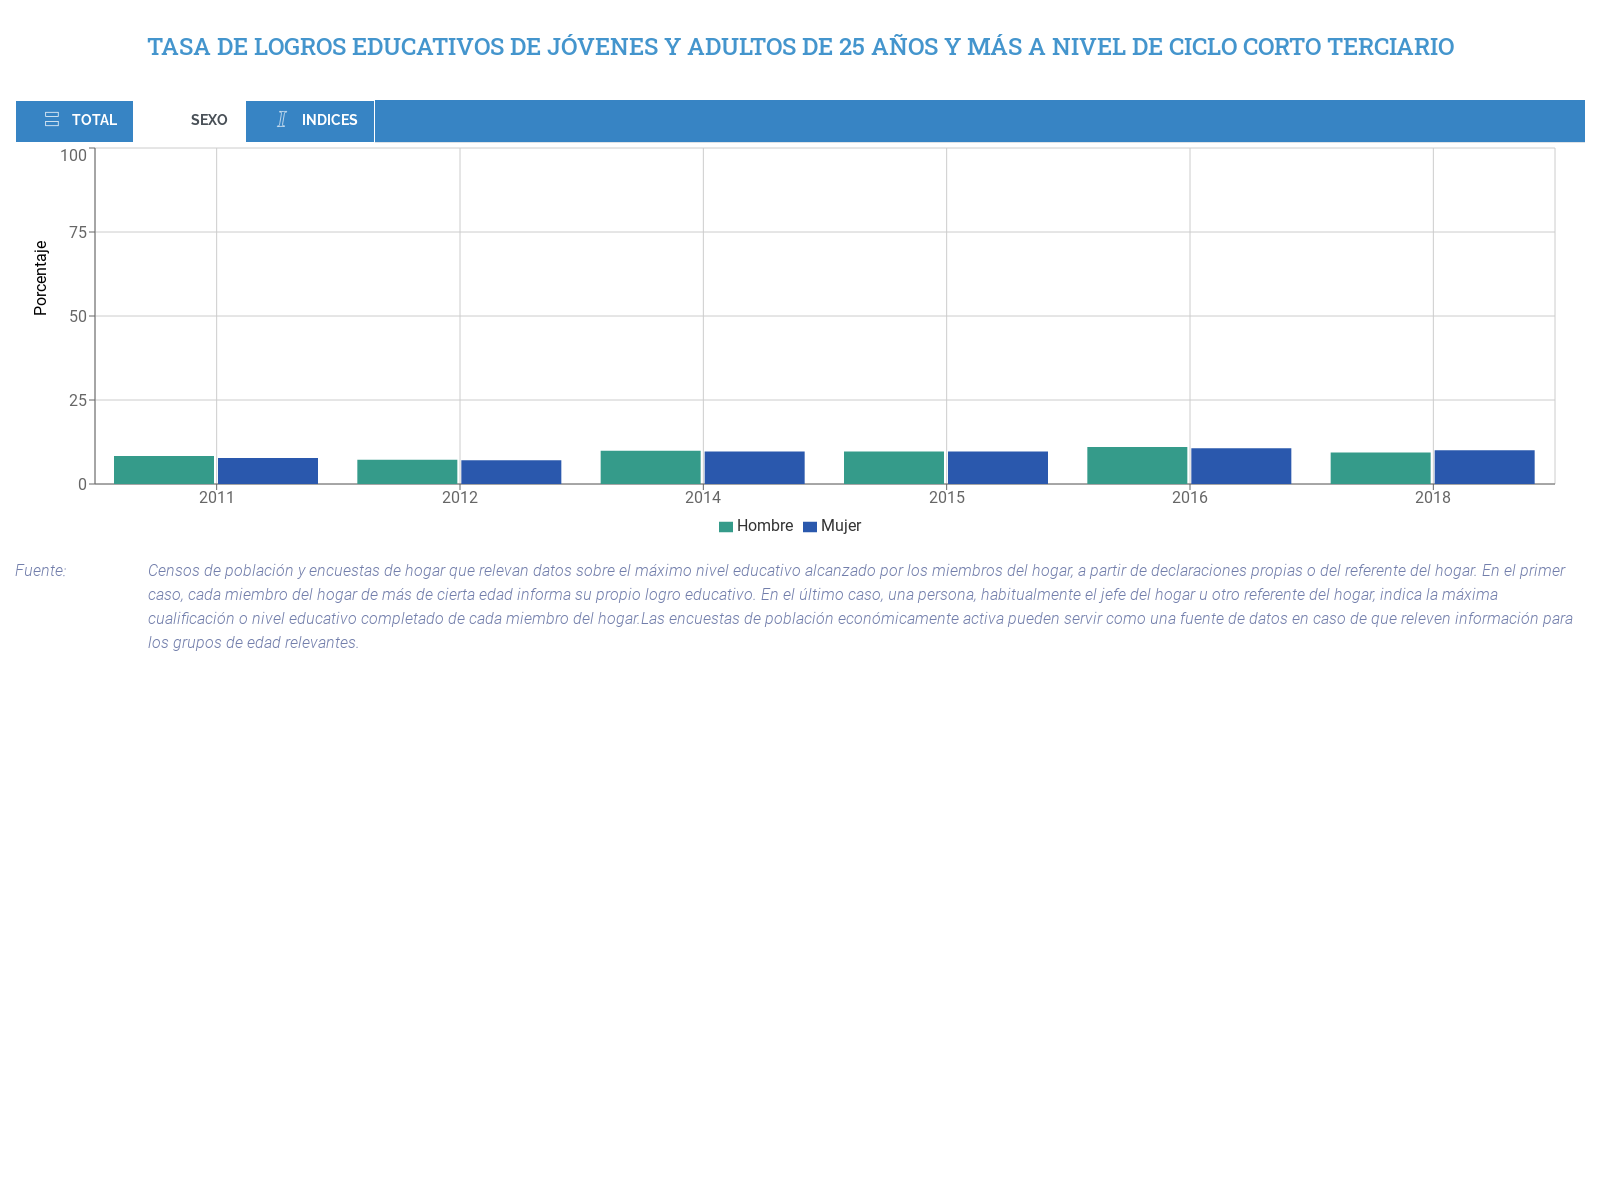 TASA DE LOGROS EDUCATIVOS DE JÓVENES Y ADULTOS DE 25 AÑOS Y MÁS A NIVEL DE CICLO CORTO TERCIARIO
TOTAL SEXO INDICES
100
75
50
25
0
Porcentaje
2011 2012 2014 2015 2016 2018
Hombre Mujer
Fuente: Censos de población y encuestas de hogar que relevan datos sobre el máximo nivel educativo alcanzado por los miembros del hogar, a partir de declaraciones propias o del referente del hogar. En el primer
caso, cada miembro del hogar de más de cierta edad informa su propio logro educativo. En el último caso, una persona, habitualmente el jefe del hogar u otro referente del hogar, indica la máxima
cualificación o nivel educativo completado de cada miembro del hogar.Las encuestas de población económicamente activa pueden servir como una fuente de datos en caso de que releven información para
los grupos de edad relevantes.